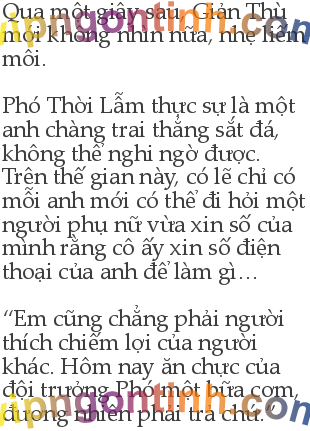 Qua một giây sau, Giản Thù
mới không nhìn nữa, nhẹ liếm
môi.
Phó Thời Lẫm thực sự là một
anh chàng trai thẳng sắt đá,
không thể nghi ngờ được.
Trên thế gian này, có lẽ chỉ có
mỗi anh mới có thể đi hỏi một
người phụ nữ vừa xin số của
mình rằng cô ấy xin số điện
thoại của anh để làm gì…
“Em cũng chẳng phải người
thích chiếm lợi của người
khác. Hôm nay ăn chực của
đội trưởng Phó một bữa cơm,
đương nhiên phải trả chứ.”
vipngontinh.com
vipngontinh.com